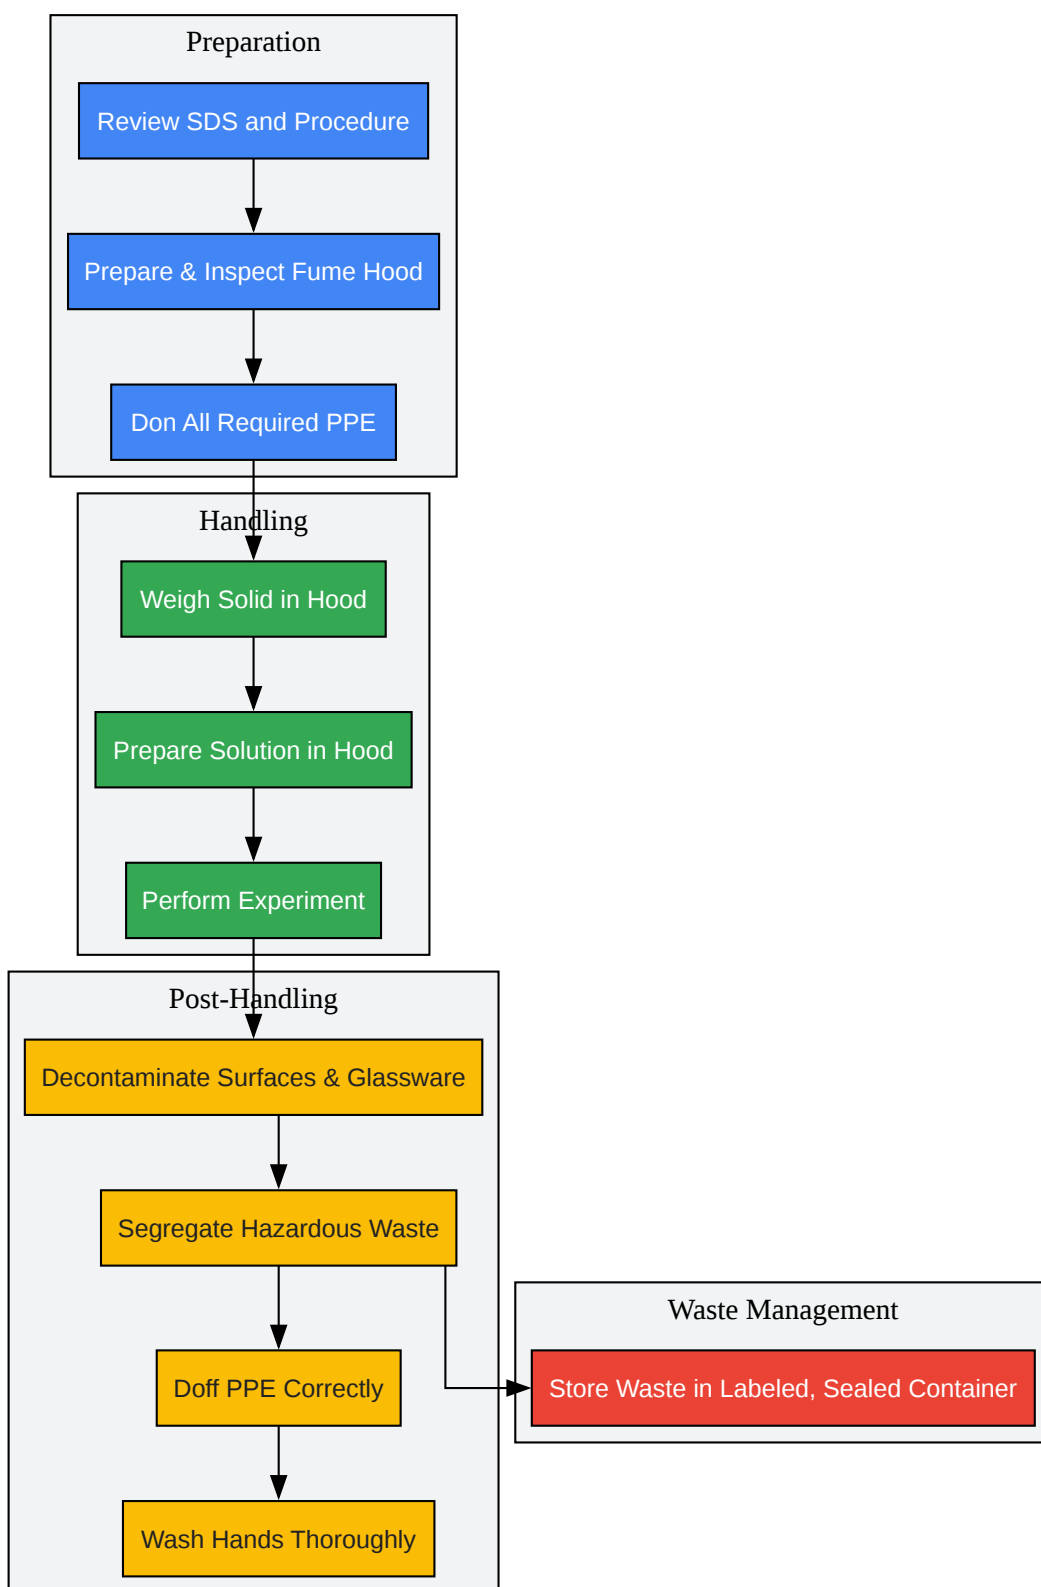 Preparation
Review SDS and Procedure
Prepare & Inspect Fume Hood
Don All Required PPE
Handling
Weigh Solid in Hood
Prepare Solution in Hood
Perform Experiment
Post-Handling
Decontaminate Surfaces & Glassware
Segregate Hazardous Waste
Waste Management
Doff PPE Correctly
Store Waste in Labeled, Sealed Container
Wash Hands Thoroughly